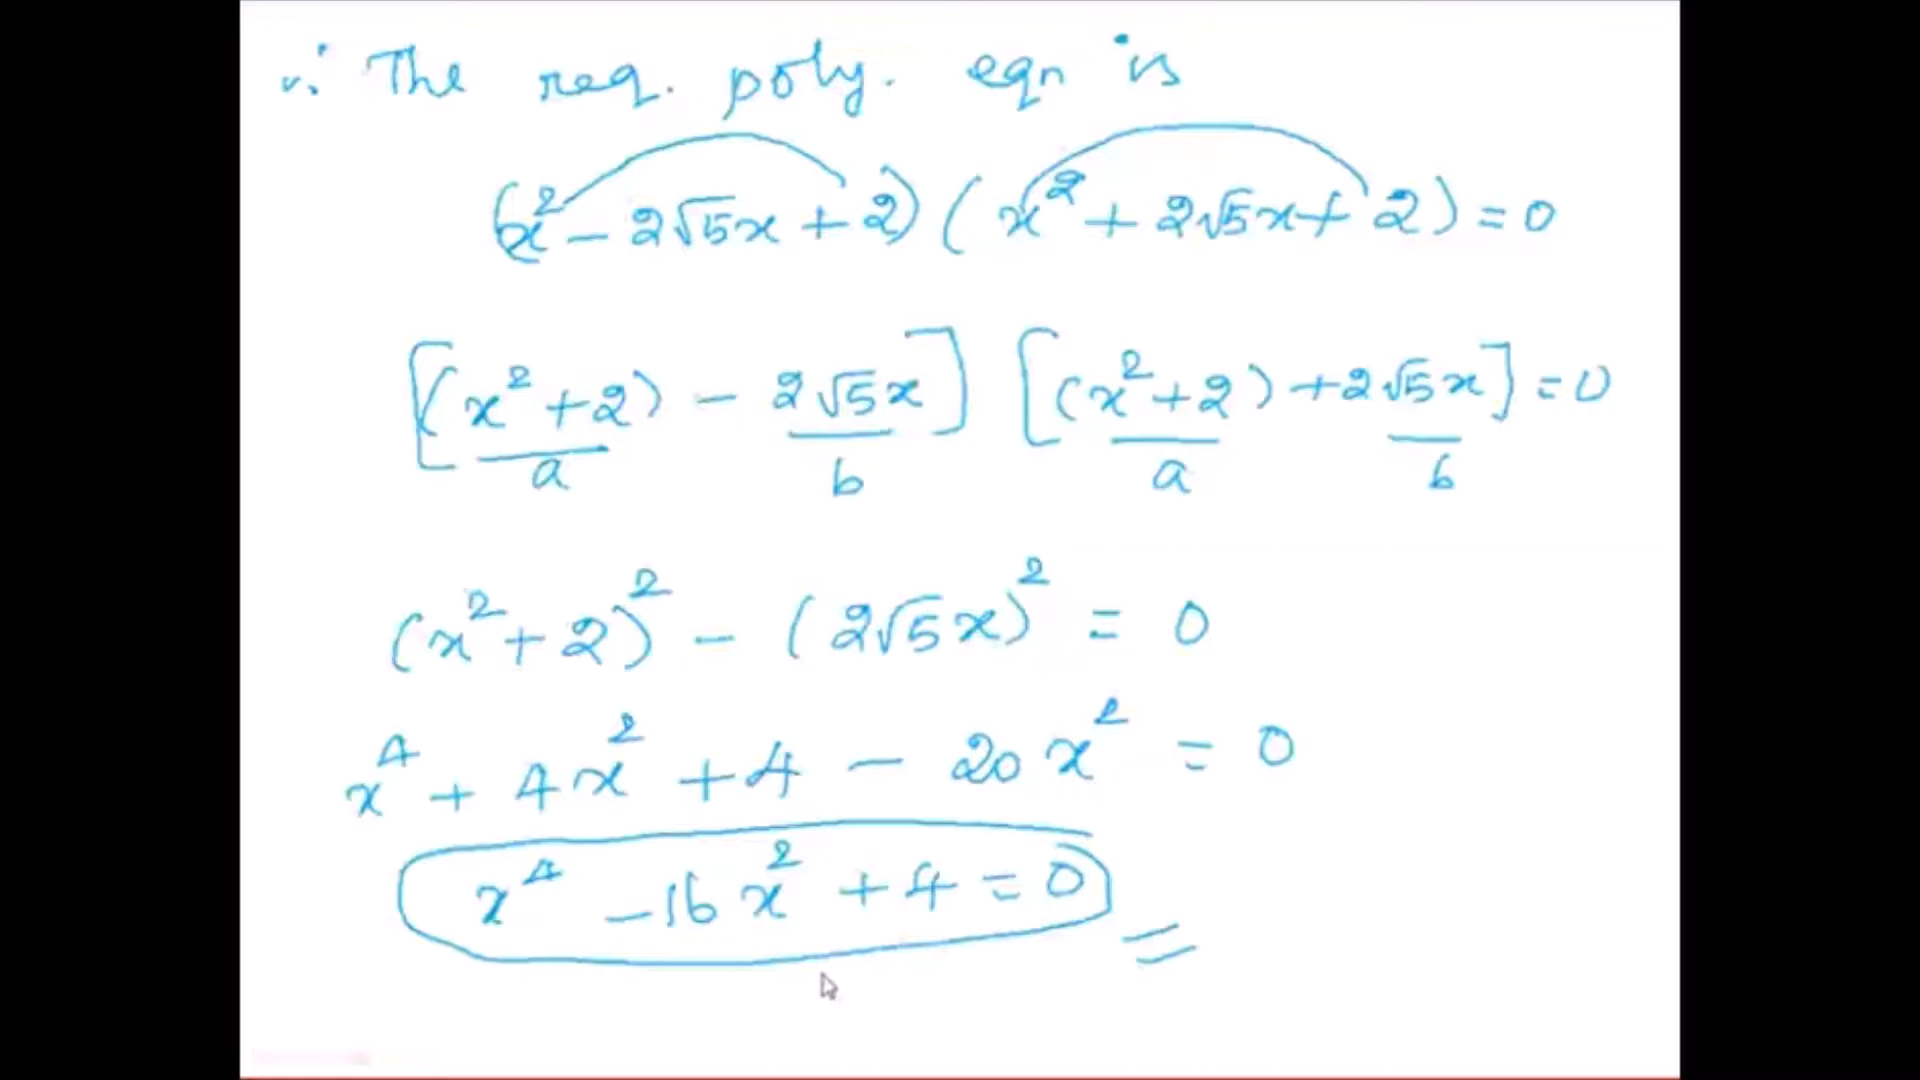 ∴ The req. poly. eqn is
(x² - 2√5x + 2) (x² + 2√5x + 2) = 0
[(x² + 2) - 2√5x] [(x² + 2) + 2√5x] = 0
a b a b
(x² + 2)² - (2√5x)² = 0
x⁴ + 4x² + 4 - 20x² = 0
x⁴ - 16x² + 4 = 0